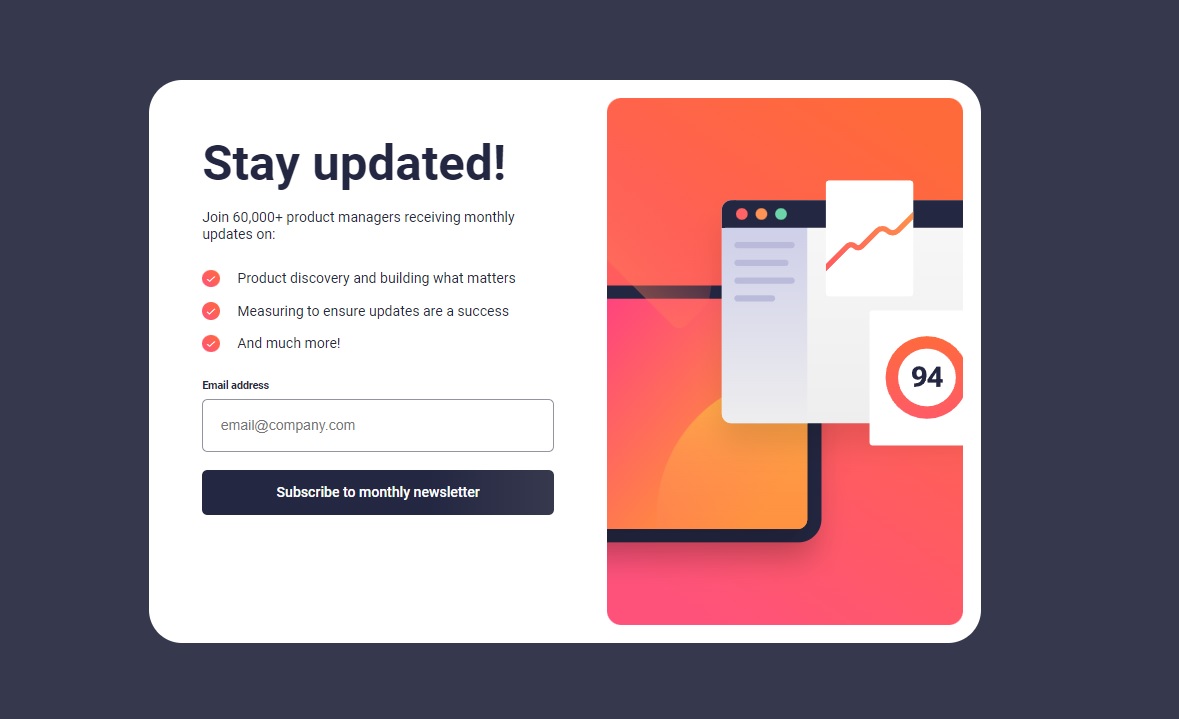 Stay updated!
Join 60,000+ product managers receiving monthly
updates on:
Product discovery and building what matters
Measuring to ensure updates are a success
And much more!
Email address
email@company.com
Subscribe to monthly newsletter
94